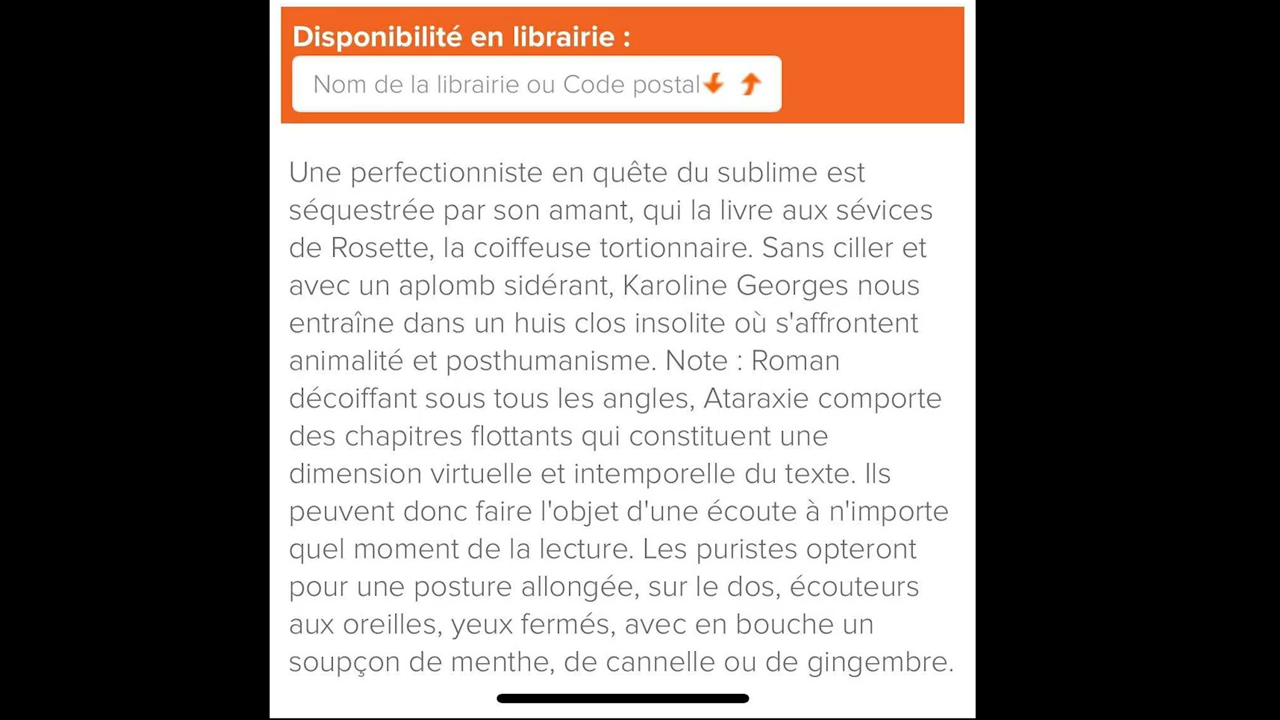 Disponibilité en librairie :
Nom de la librairie ou Code postal
Une perfectionniste en quête du sublime est
séquestrée par son amant, qui la livre aux sévices
de Rosette, la coiffeuse tortionnaire. Sans ciller et
avec un aplomb sidérant, Karoline Georges nous
entraîne dans un huis clos insolite où s'affrontent
animalité et posthumanisme. Note : Roman
décoiffant sous tous les angles, Ataraxie comporte
des chapitres flottants qui constituent une
dimension virtuelle et intemporelle du texte. Ils
peuvent donc faire l'objet d'une écoute à n'importe
quel moment de la lecture. Les puristes opteront
pour une posture allongée, sur le dos, écouteurs
aux oreilles, yeux fermés, avec en bouche un
soupçon de menthe, de cannelle ou de gingembre.